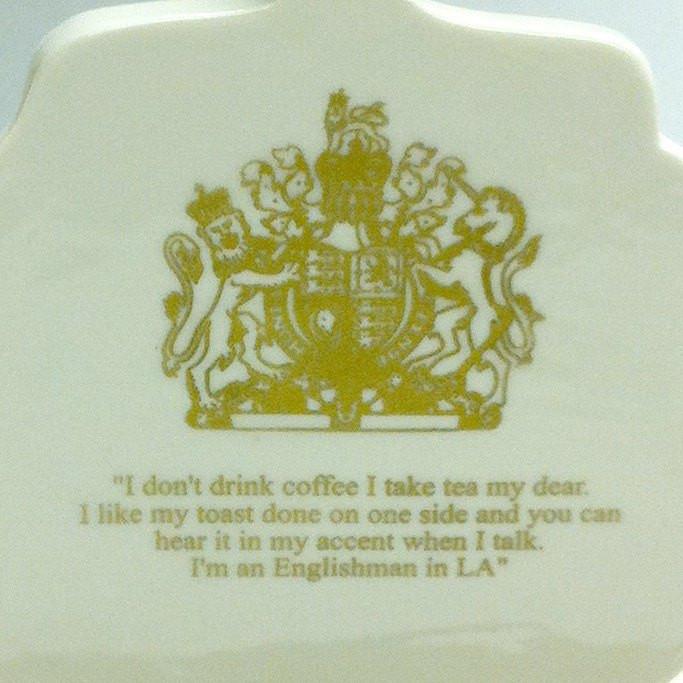 "I don't drink coffee I take tea my dear.
I like my toast done on one side and you can
hear it in my accent when I talk.
I'm an Englishman in LA"